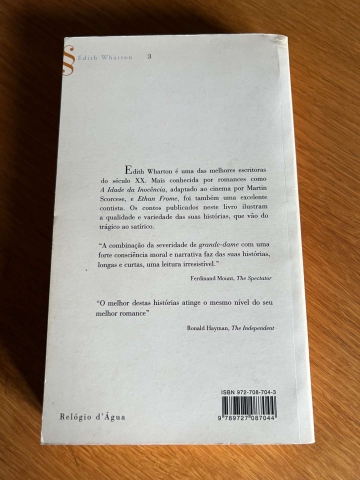 § Edith Wharton 3
Edith Wharton é uma das melhores escritoras
do século XX. Mais conhecida por romances como
A Idade da Inocência, adaptado ao cinema por Martin
Scorcese, e Ethan Frome, foi também uma excelente
contista. Os contos publicados neste livro ilustram
a qualidade e variedade das suas histórias, que vão do
trágico ao satírico.
“A combinação da severidade de grande-dame com uma
forte consciência moral e narrativa faz das suas histórias,
longas e curtas, uma leitura irresistível.”
Ferdinand Mount, The Spectator
“O melhor destas histórias atinge o mesmo nível do seu
melhor romance”
Ronald Hayman, The Independent
ISBN 972-708-704-3
9 789727 087044
Relógio d'Água